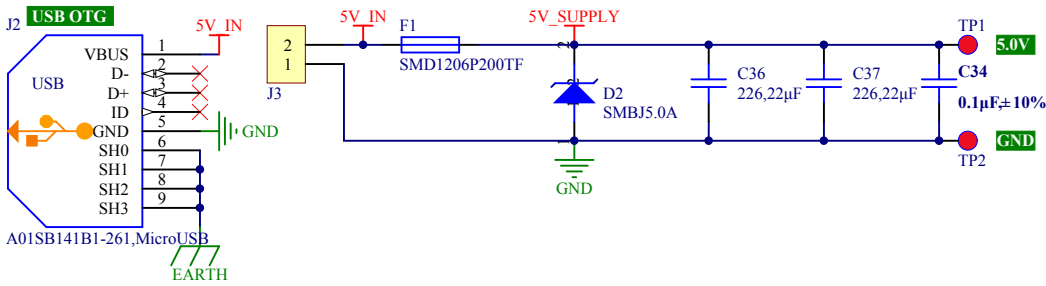 J2 USB OTG
5V_IN
VBUS 1
D- 2
D+ 3
ID 4
GND 5
SH0 6
SH1 7
SH2 8
SH3 9
USB
GND
A01SB141B1-261,MicroUSB
EARTH
5V_IN
2
1
J3
F1
SMD1206P200TF
5V_SUPPLY
2
D2
SMBJ5.0A
1
GND
C36
226,22μF
C37
226,22μF
TP1
5.0V
C34
0.1μF,±10%
GND
TP2